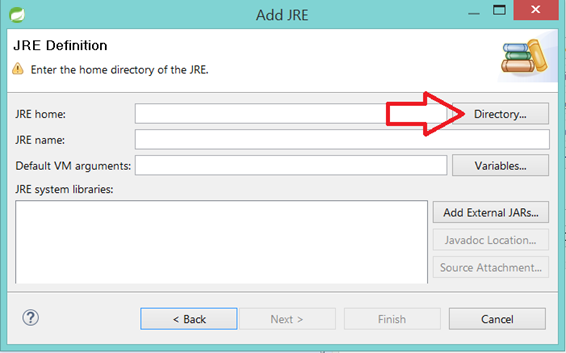 Add JRE
JRE Definition
Enter the home directory of the JRE.
JRE home: Directory...
JRE name:
Default VM arguments: Variables...
JRE system libraries:
Add External JARs...
Javadoc Location...
Source Attachment...
? < Back Next > Finish Cancel